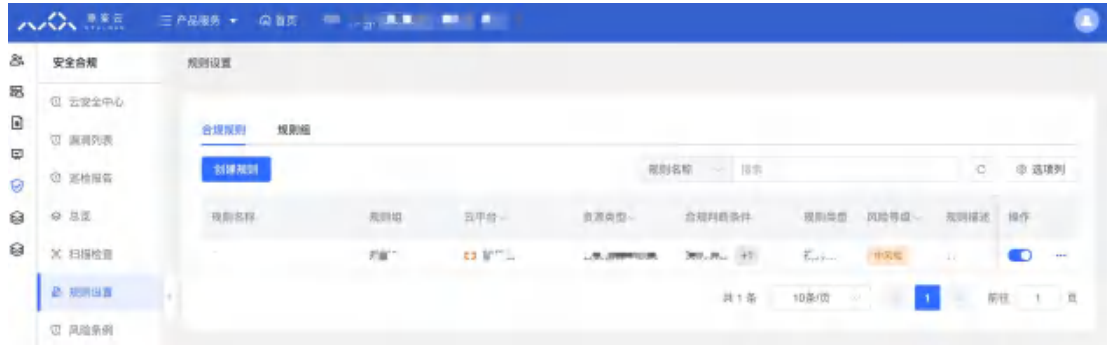 产品服务 首页
安全合规 规则设置
云安全中心
漏洞列表
巡检报告
总览
扫描检查
规则设置
风险条例
合规规则 规则组
创建规则 规则名称 搜索 选项列
规则名称 规则组 云平台 资源类型 合规判断条件 规则类型 风险等级 规则描述 操作
+1 中风险
共 1 条 10条/页 1 前往 1 页